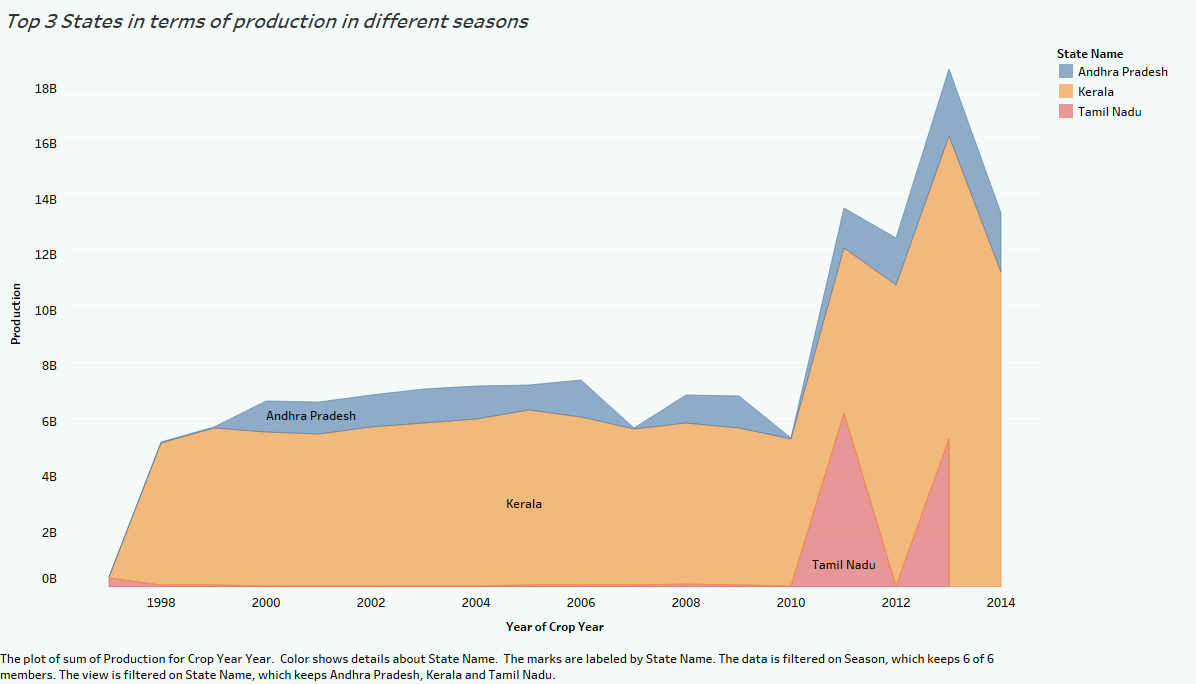 Top 3 States in terms of production in different seasons
State Name
Andhra Pradesh
Kerala
Tamil Nadu
18B
16B
14B
12B
10B
8B
6B
4B
2B
0B
Production
Andhra Pradesh
Kerala
Tamil Nadu
1998 2000 2002 2004 2006 2008 2010 2012 2014
Year of Crop Year
The plot of sum of Production for Crop Year Year. Color shows details about State Name. The marks are labeled by State Name. The data is filtered on Season, which keeps 6 of 6
members. The view is filtered on State Name, which keeps Andhra Pradesh, Kerala and Tamil Nadu.